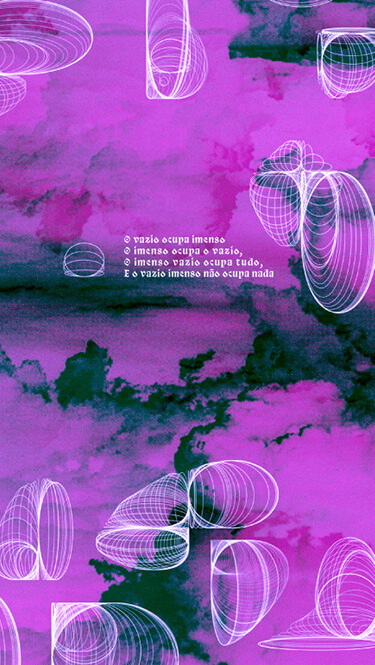 O vazio ocupa imenso
O imenso ocupa o vazio,
O imenso vazio ocupa tudo,
E o vazio imenso não ocupa nada